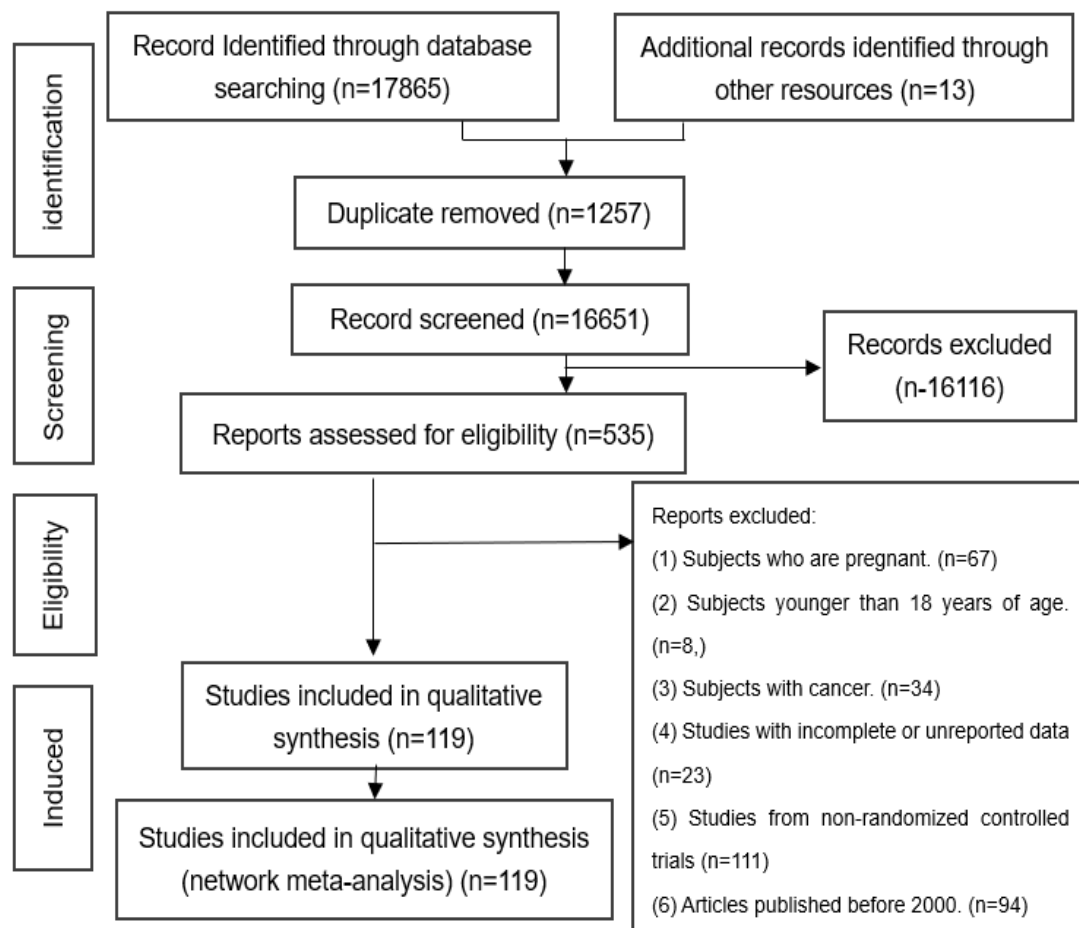 Record Identified through database
searching (n=17865)
Additional records identified through
other resources (n=13)
identification
Duplicate removed (n=1257)
Screening
Record screened (n=16651)
Records excluded
(n-16116)
Reports assessed for eligibility (n=535)
Eligibility
Reports excluded:
(1) Subjects who are pregnant. (n=67)
(2) Subjects younger than 18 years of age.
(n=8,)
(3) Subjects with cancer. (n=34)
(4) Studies with incomplete or unreported data
(n=23)
(5) Studies from non-randomized controlled
trials (n=111)
(6) Articles published before 2000. (n=94)
Induced
Studies included in qualitative
synthesis (n=119)
Studies included in qualitative synthesis
(network meta-analysis) (n=119)